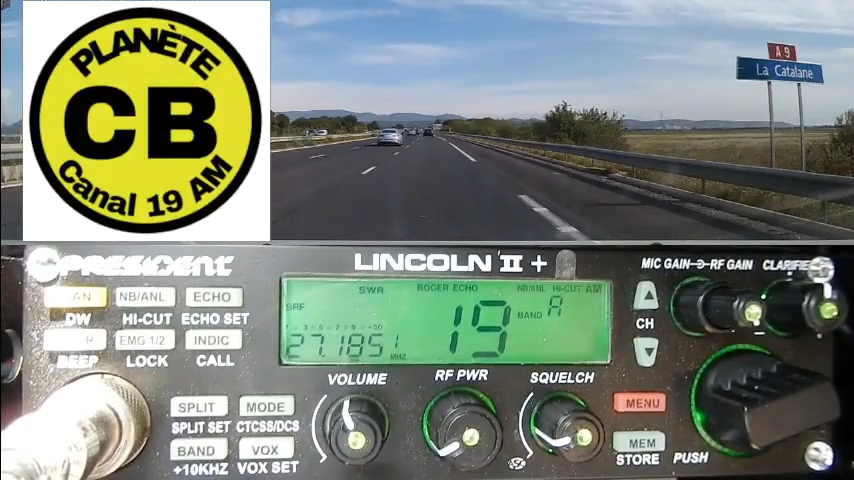 PLANÈTE
CB
Canal 19 AM
A 9
La Catalane
PRESIDENT
LINCOLN II +
MIC GAIN RF GAIN CLARIFIER
NB/ANL ECHO
DW HI-CUT ECHO SET
EMG 1/2 INDIC
BEEP LOCK CALL
SWR ROGER ECHO NB/ANL HI-CUT AM
SRF
19 BAND A
27.1851 MHZ
CH
VOLUME RF PWR SQUELCH
SPLIT MODE
SPLIT SET CTCSS/DCS
BAND VOX
+10KHZ VOX SET
MENU
MEM
STORE
PUSH